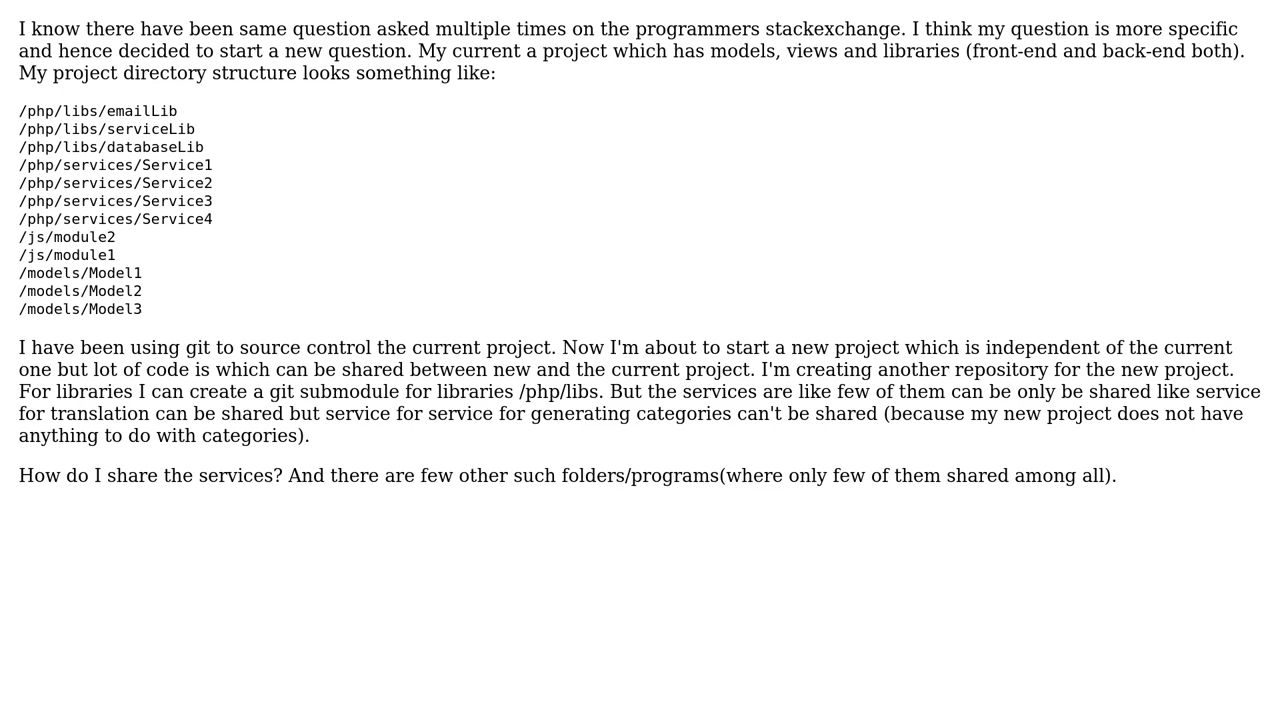 I know there have been same question asked multiple times on the programmers stackexchange. I think my question is more specific
and hence decided to start a new question. My current a project which has models, views and libraries (front-end and back-end both).
My project directory structure looks something like:
/php/libs/emailLib
/php/libs/serviceLib
/php/libs/databaseLib
/php/services/Service1
/php/services/Service2
/php/services/Service3
/php/services/Service4
/js/module2
/js/module1
/models/Model1
/models/Model2
/models/Model3
I have been using git to source control the current project. Now I'm about to start a new project which is independent of the current
one but lot of code is which can be shared between new and the current project. I'm creating another repository for the new project.
For libraries I can create a git submodule for libraries /php/libs. But the services are like few of them can be only be shared like service
for translation can be shared but service for service for generating categories can't be shared (because my new project does not have
anything to do with categories).
How do I share the services? And there are few other such folders/programs(where only few of them shared among all).